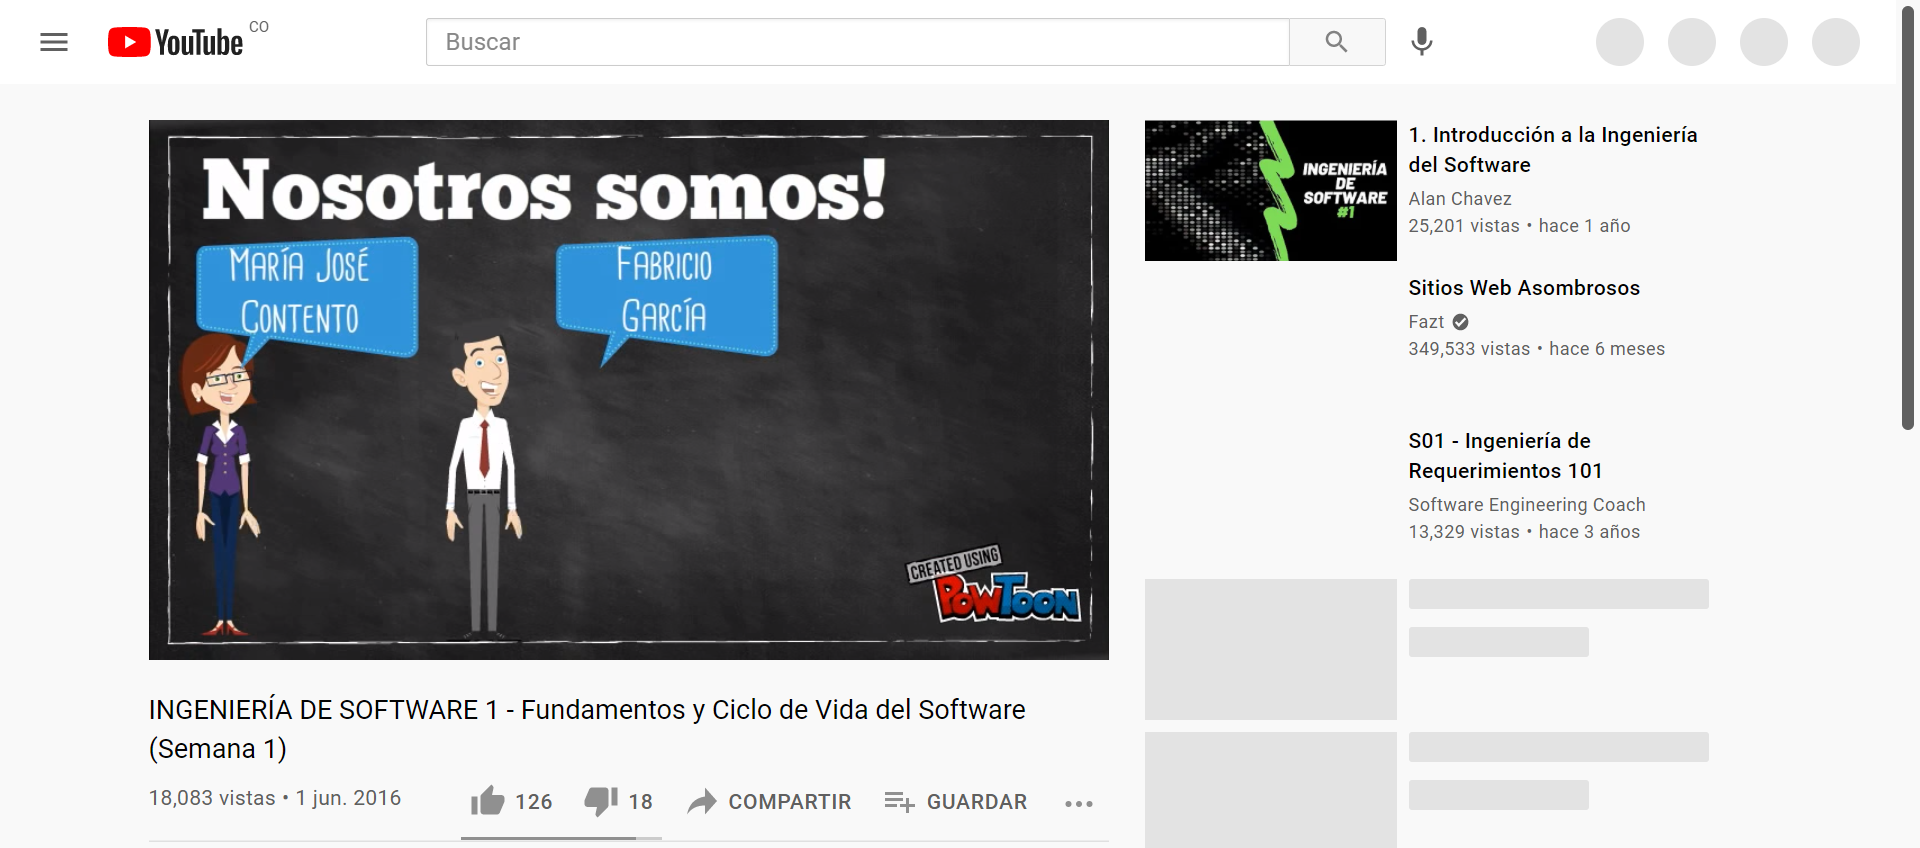 YouTube CO
Buscar
Nosotros somos!
MARÍA JOSÉ
CONTENTO
FABRICIO
GARCÍA
CREATED USING
POWTOON
INGENIERÍA DE SOFTWARE 1 - Fundamentos y Ciclo de Vida del Software
(Semana 1)
18,083 vistas • 1 jun. 2016
126
18
COMPARTIR
GUARDAR
INGENIERÍA
DE
SOFTWARE
#1
1. Introducción a la Ingeniería
del Software
Alan Chavez
25,201 vistas • hace 1 año
Sitios Web Asombrosos
Fazt
349,533 vistas • hace 6 meses
S01 - Ingeniería de
Requerimientos 101
Software Engineering Coach
13,329 vistas • hace 3 años